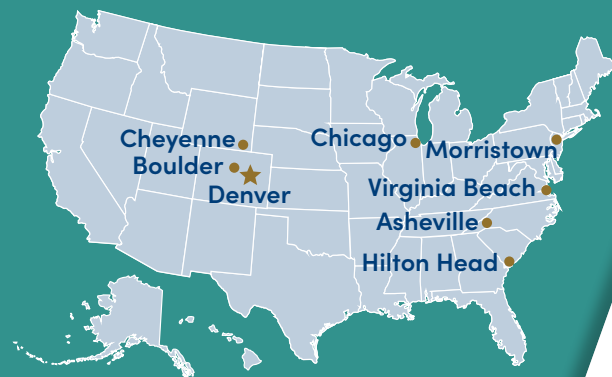 Cheyenne
Boulder
Denver
Chicago
Morristown
Virginia Beach
Asheville
Hilton Head